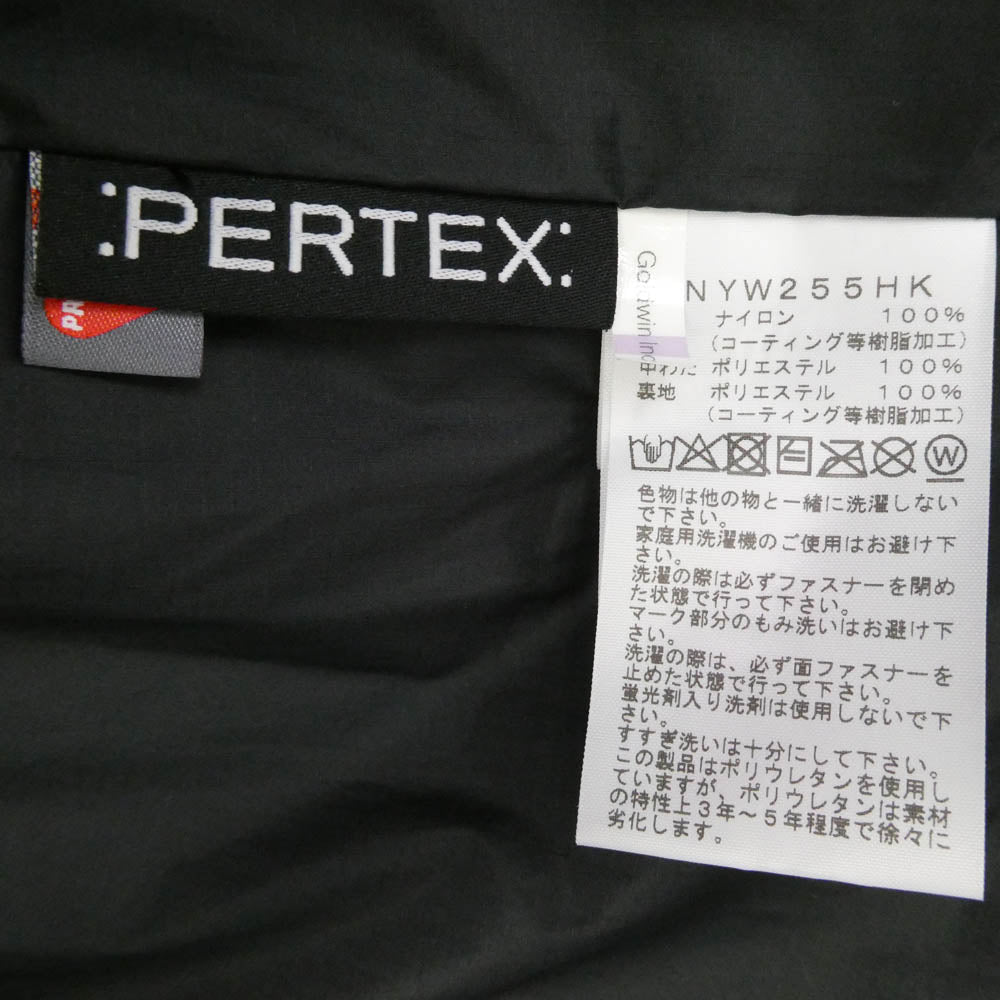 :PERTEX:
PR
Goldwin Inc
NYW255HK
ナイロン 100%
(コーティング等樹脂加工)
中わた ポリエステル 100%
裏地 ポリエステル 100%
(コーティング等樹脂加工)
W
色物は他の物と一緒に洗濯しない
で下さい。
家庭用洗濯機のご使用はお避け下
さい。
洗濯の際は必ずファスナーを閉め
た状態で行って下さい。
マーク部分のもみ洗いはお避け下
さい。
洗濯の際は、必ず面ファスナーを
止めた状態で行って下さい。
蛍光剤入り洗剤は使用しないで下
さい。
すすぎ洗いは十分にして下さい。
この製品はポリウレタンを使用し
ていますが、ポリウレタンは素材
の特性上3年～5年程度で徐々に
劣化します。